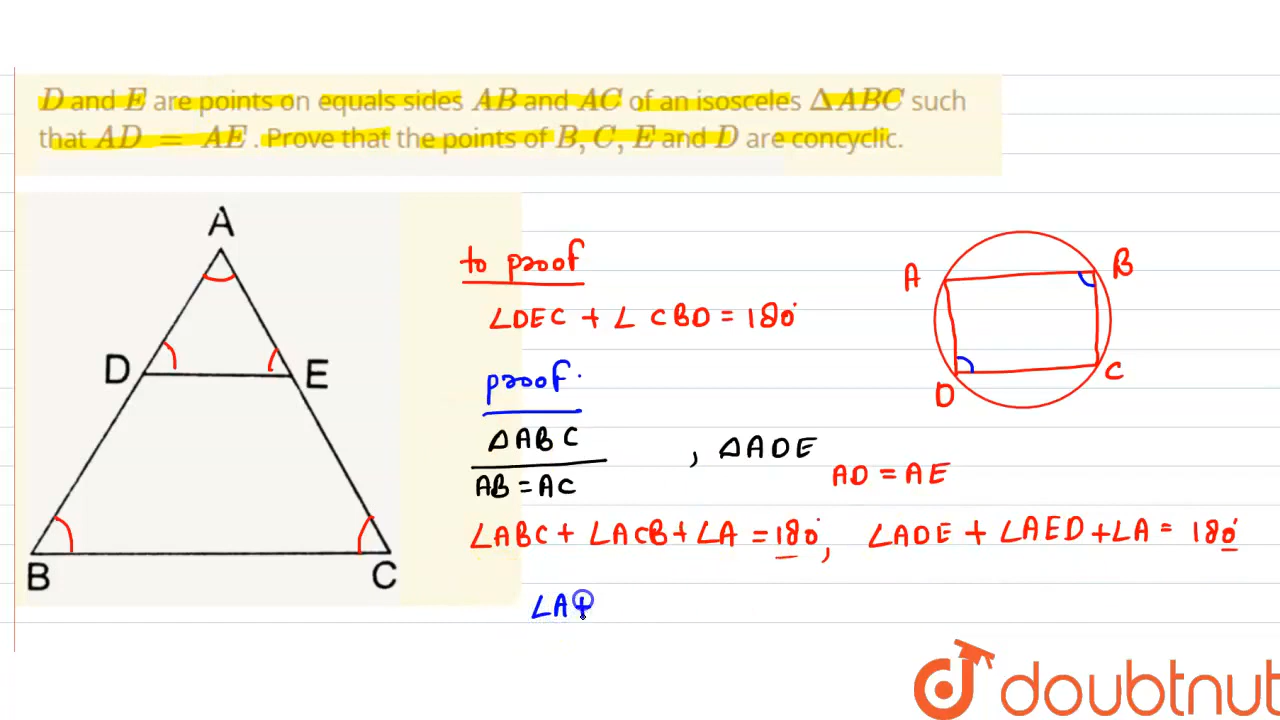 D and E are points on equals sides AB and AC of an isosceles ΔABC such
that AD = AE . Prove that the points of B, C, E and D are concyclic.
A
D
E
B
C
to proof
∠DEC + ∠ CBD = 180°
proof.
ΔABC
AB = AC
, ΔADE
AD = AE
∠ABC + ∠ACB + ∠A = 180°, ∠ADE + ∠AED + ∠A = 180°
A
B
D
C
doubtnut